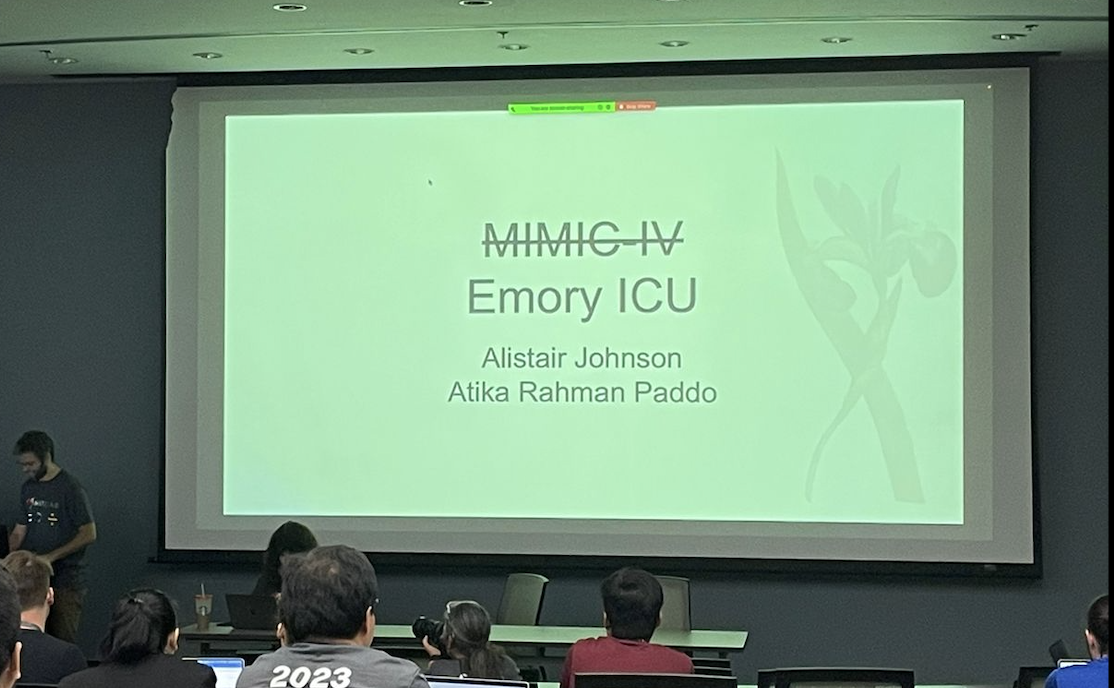 MIMIC-IV
Emory ICU
Alistair Johnson
Atika Rahman Paddo
2023